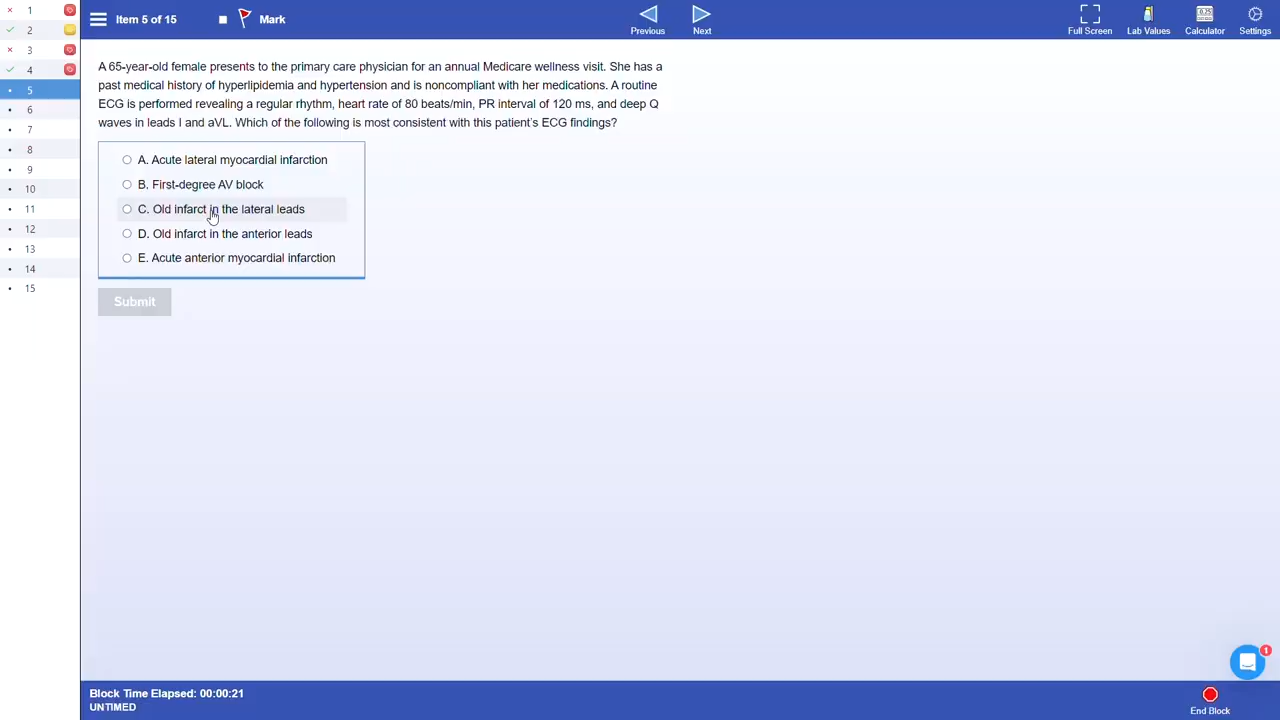 Item 5 of 15
Mark
Previous
Next
Full Screen
Lab Values
0.25
Calculator
Settings
1
2
3
4
5
6
7
8
9
10
11
12
13
14
15
A 65-year-old female presents to the primary care physician for an annual Medicare wellness visit. She has a
past medical history of hyperlipidemia and hypertension and is noncompliant with her medications. A routine
ECG is performed revealing a regular rhythm, heart rate of 80 beats/min, PR interval of 120 ms, and deep Q
waves in leads I and aVL. Which of the following is most consistent with this patient's ECG findings?
A. Acute lateral myocardial infarction
B. First-degree AV block
C. Old infarct in the lateral leads
D. Old infarct in the anterior leads
E. Acute anterior myocardial infarction
Submit
1
Block Time Elapsed: 00:00:21
UNTIMED
End Block